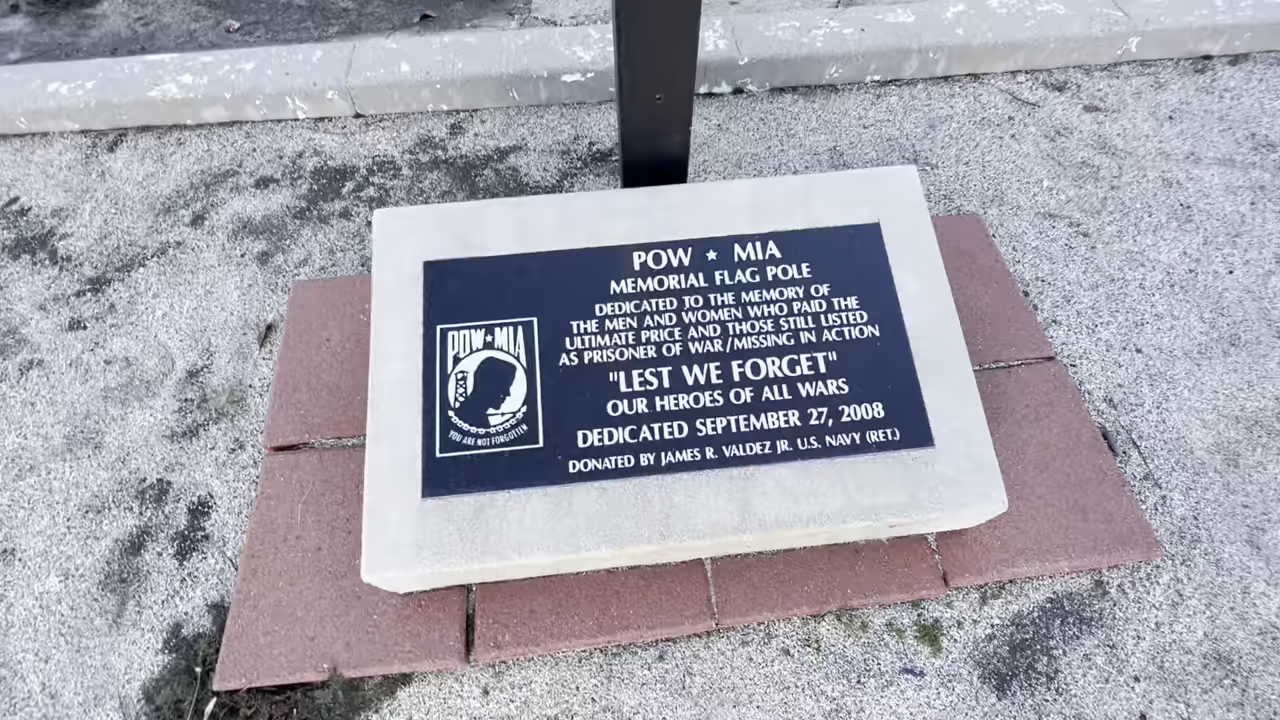 POW ★ MIA
MEMORIAL FLAG POLE
DEDICATED TO THE MEMORY OF
THE MEN AND WOMEN WHO PAID THE
ULTIMATE PRICE AND THOSE STILL LISTED
AS PRISONER OF WAR/MISSING IN ACTION
"LEST WE FORGET"
OUR HEROES OF ALL WARS
DEDICATED SEPTEMBER 27, 2008
DONATED BY JAMES R. VALDEZ JR. U.S. NAVY (RET.)
POW★MIA
YOU ARE NOT FORGOTTEN